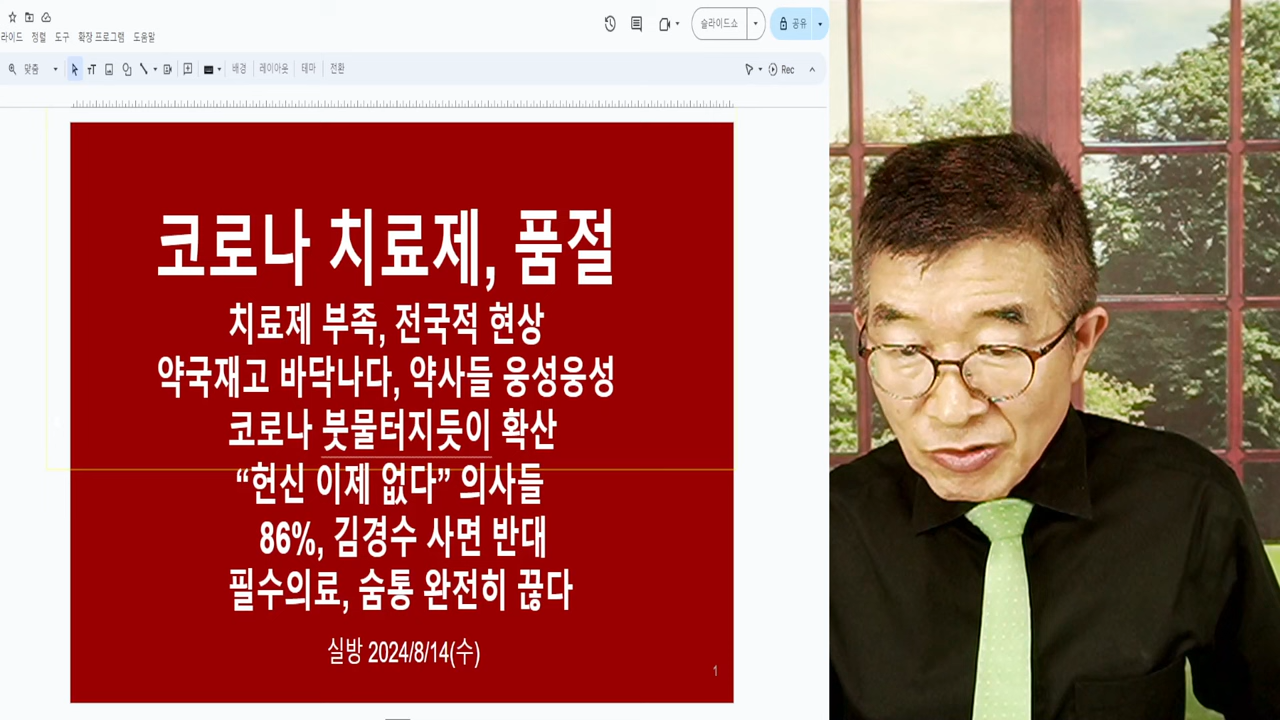 슬라이드쇼
공유
라이드 정렬 도구 확장 프로그램 도움말
맞춤
배경 레이아웃 테마 전환
Rec
코로나 치료제, 품절
치료제 부족, 전국적 현상
약국재고 바닥나다, 약사들 웅성웅성
코로나 붓물터지듯이 확산
“헌신 이제 없다” 의사들
86%, 김경수 사면 반대
필수의료, 숨통 완전히 끊다
실방 2024/8/14(수)
1